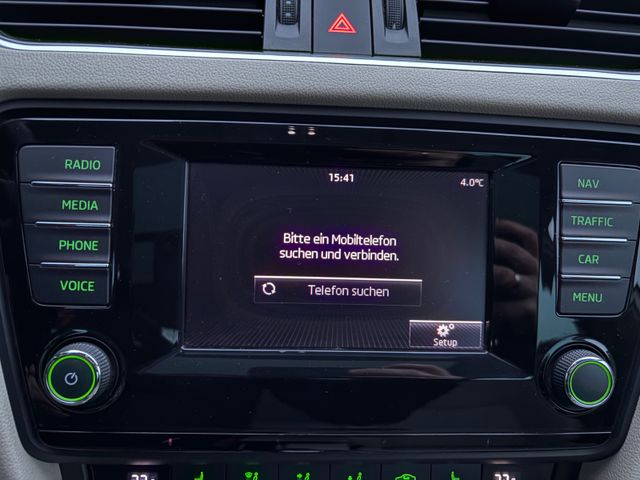 RADIO
MEDIA
PHONE
VOICE
15:41
4.0°C
Bitte ein Mobiltelefon
suchen und verbinden.
Telefon suchen
Setup
NAV
TRAFFIC
CAR
MENU